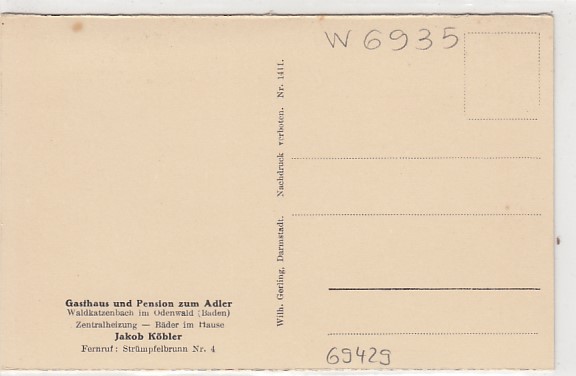 W 6935
Wilh. Gerling, Darmstadt. Nachdruck verboten. Nr. 1411.
Gasthaus und Pension zum Adler
Waldkatzenbach im Odenwald (Baden)
Zentralheizung — Bäder im Hause
Jakob Köbler
Fernruf: Strümpfelbrunn Nr. 4
69429